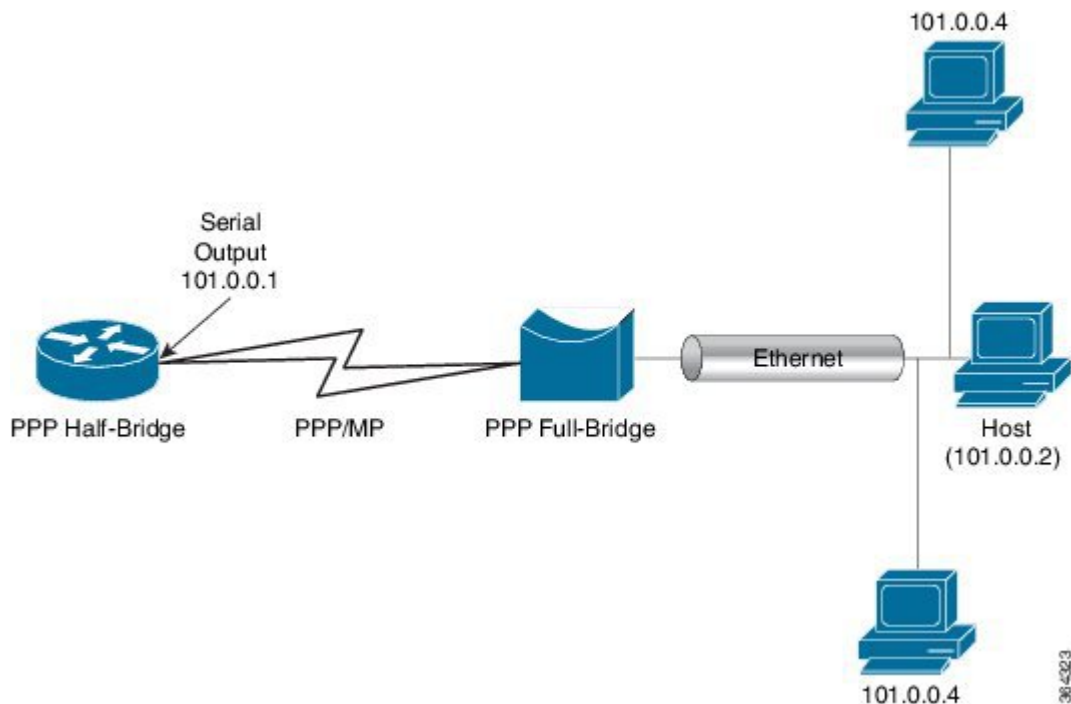 101.0.0.4
Serial
Output
101.0.0.1
Ethernet
PPP Half-Bridge
PPP/MP
PPP Full-Bridge
Host
(101.0.0.2)
101.0.0.4
364323